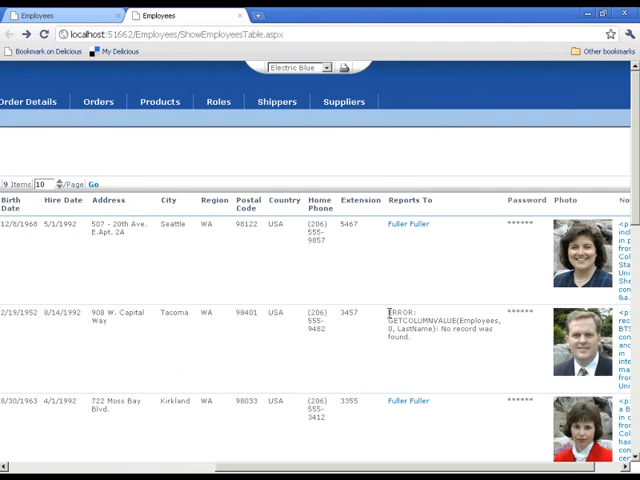 Employees
Employees
localhost:51662/Employees/ShowEmployeesTable.aspx
Bookmark on Delicious
My Delicious
Other bookmarks
Electric Blue
Order Details Orders Products Roles Shippers Suppliers
9 Items 10 /Page Go
Birth Date
Hire Date
Address
City
Region
Postal Code
Country
Home Phone
Extension
Reports To
Password
Photo
No
12/8/1968
5/1/1992
507 - 20th Ave.
E.Apt. 2A
Seattle
WA
98122
USA
(206)
555-
9857
5467
Fuller Fuller
******
2/19/1952
8/14/1992
908 W. Capital
Way
Tacoma
WA
98401
USA
(206)
555-
9482
3457
ERROR:
GETCOLUMNVALUE(Employees,
0, LastName): No record was
found.
******
8/30/1963
4/1/1992
722 Moss Bay
Blvd.
Kirkland
WA
98033
USA
(206)
555-
3412
3355
Fuller Fuller
******